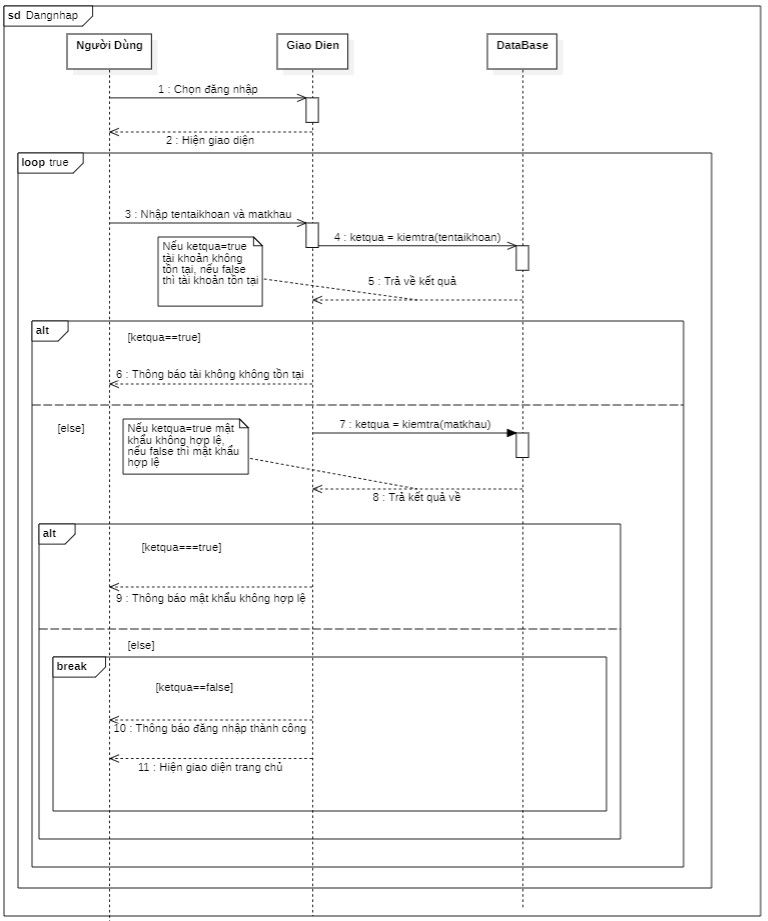 sd Dangnhap
Người Dùng
Giao Dien
DataBase
1 : Chọn đăng nhập
2 : Hiện giao diện
loop true
3 : Nhập tentaikhoan và matkhau
4 : ketqua = kiemtra(tentaikhoan)
Nếu ketqua=true
tài khoản không
tồn tại, nếu false
thì tài khoản tồn tại
5 : Trả về kết quả
alt
[ketqua==true]
6 : Thông báo tài không không tồn tại
[else]
Nếu ketqua=true mật
khẩu không hợp lệ,
nếu false thì mật khẩu
hợp lệ
7 : ketqua = kiemtra(matkhau)
8 : Trả kết quả về
alt
[ketqua===true]
9 : Thông báo mật khẩu không hợp lệ
[else]
break
[ketqua==false]
10 : Thông báo đăng nhập thành công
11 : Hiện giao diện trang chủ